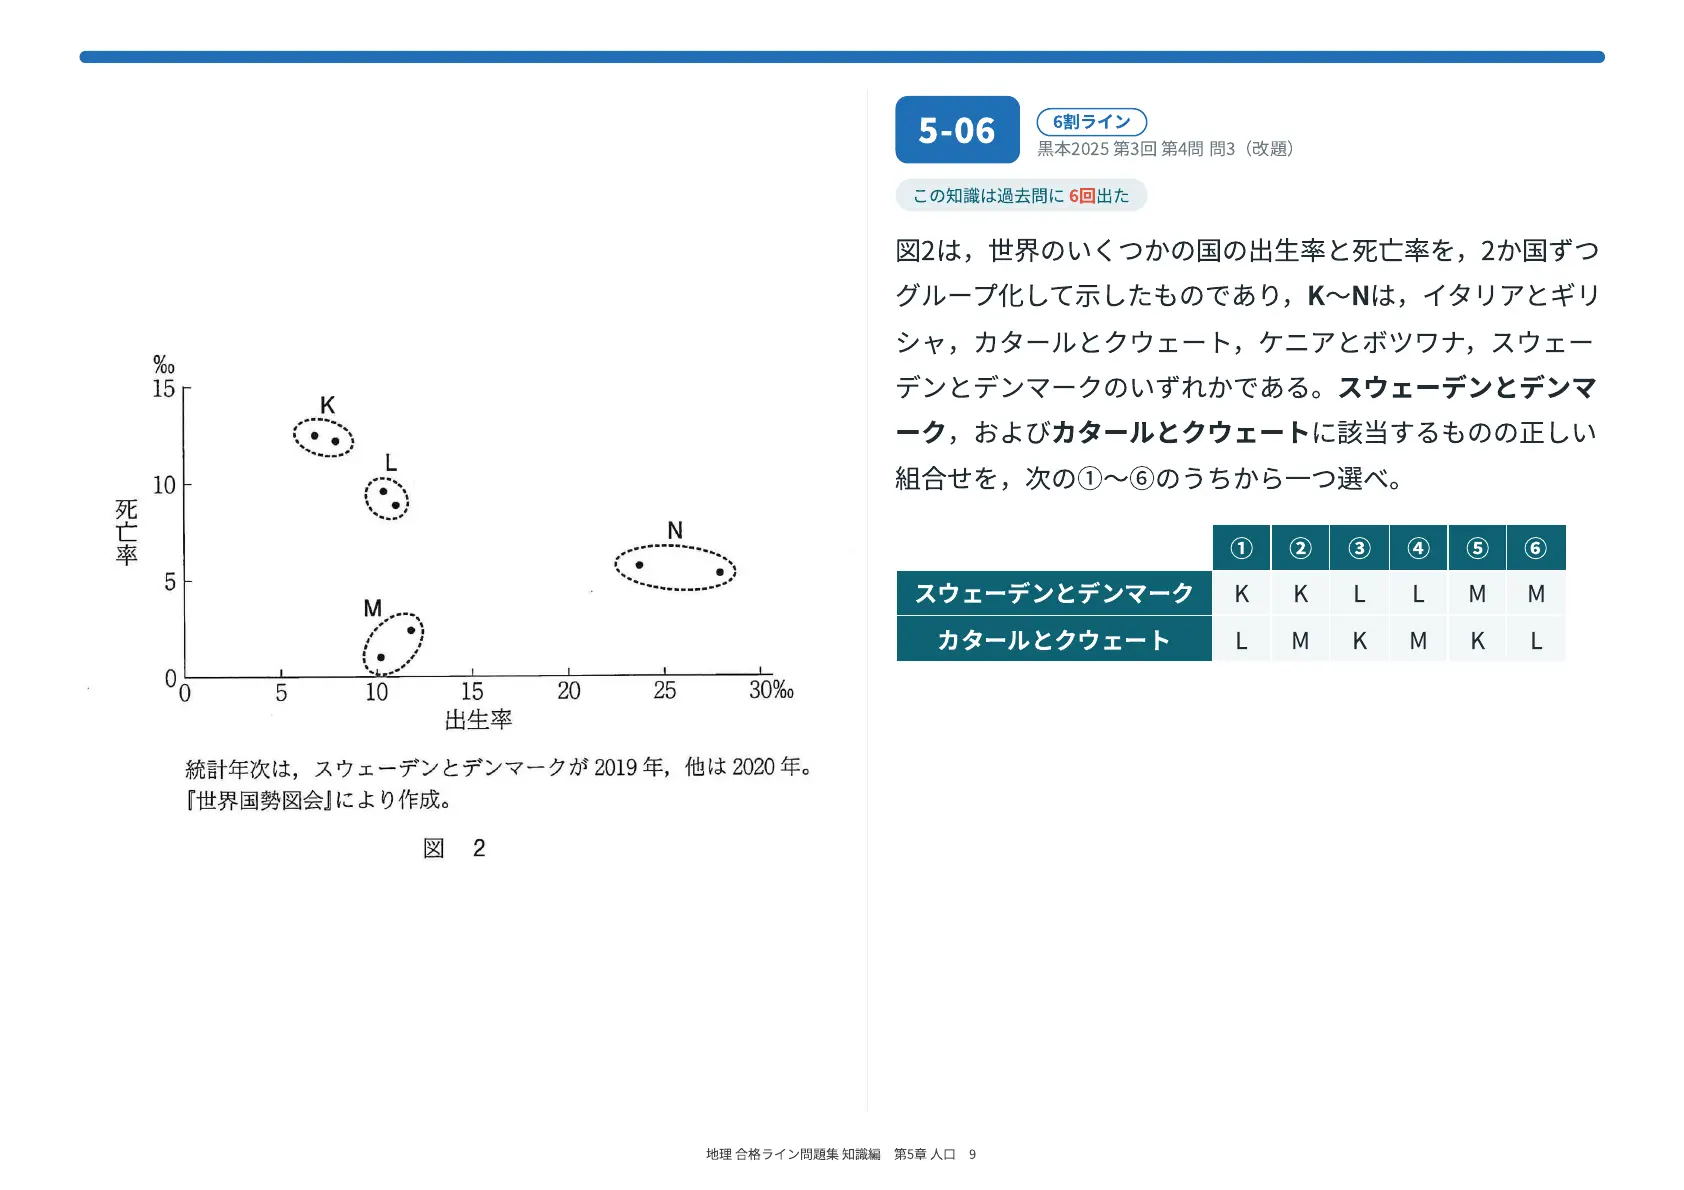 ‰
15
K
L
10
死亡率
N
5
M
0
0 5 10 15 20 25 30‰
出生率
統計年次は，スウェーデンとデンマークが 2019 年，他は 2020 年。
『世界国勢図会』により作成。
図 2
5-06
6割ライン
黒本2025 第3回 第4問 問3（改題）
この知識は過去問に 6回出た
図2は，世界のいくつかの国の出生率と死亡率を，2か国ずつ
グループ化して示したものであり，K～Nは，イタリアとギリ
シャ，カタールとクウェート，ケニアとボツワナ，スウェー
デンとデンマークのいずれかである。スウェーデンとデンマ
ーク，およびカタールとクウェートに該当するものの正しい
組合せを，次の①～⑥のうちから一つ選べ。
① ② ③ ④ ⑤ ⑥
スウェーデンとデンマーク K K L L M M
カタールとクウェート L M K M K L
地理 合格ライン問題集 知識編 第5章 人口 9